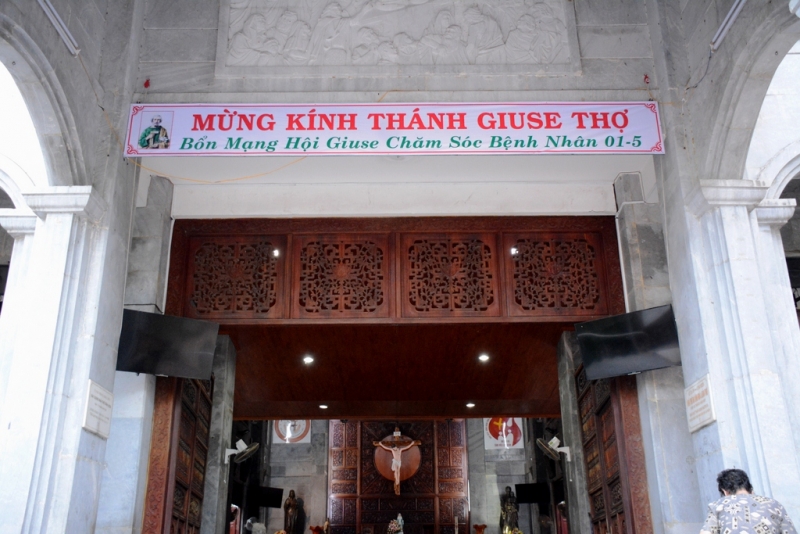 MỪNG KÍNH THÁNH GIUSE THỢ
Bổn Mạng Hội Giuse Chăm Sóc Bệnh Nhân 01-5